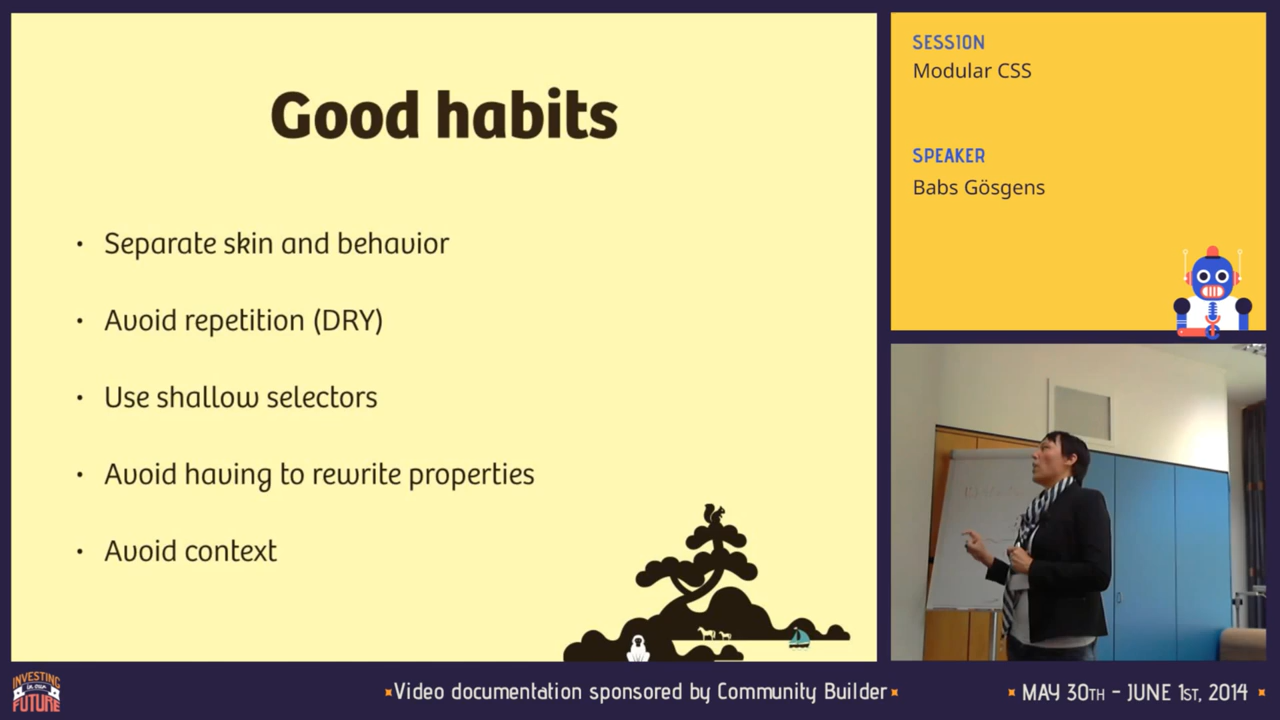 Good habits
• Separate skin and behavior
• Avoid repetition (DRY)
• Use shallow selectors
• Avoid having to rewrite properties
• Avoid context
SESSION
Modular CSS
SPEAKER
Babs Gösgens
INVESTING
in our
FUTURE
Video documentation sponsored by Community Builder
MAY 30TH - JUNE 1ST, 2014